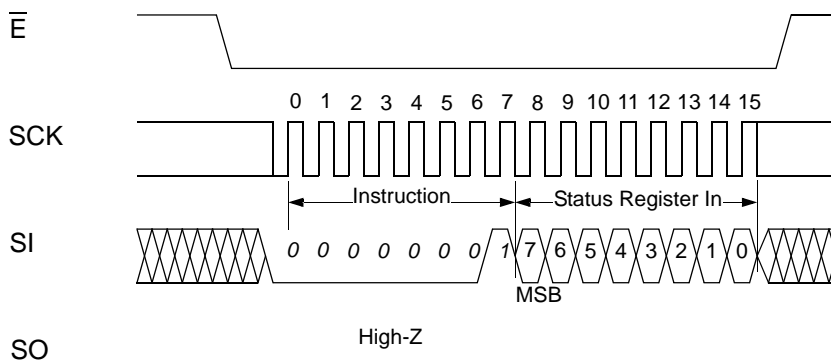 E
0 1 2 3 4 5 6 7 8 9 10 11 12 13 14 15
SCK
Instruction Status Register In
SI 0 0 0 0 0 0 0 1 7 6 5 4 3 2 1 0
MSB
High-Z
SO